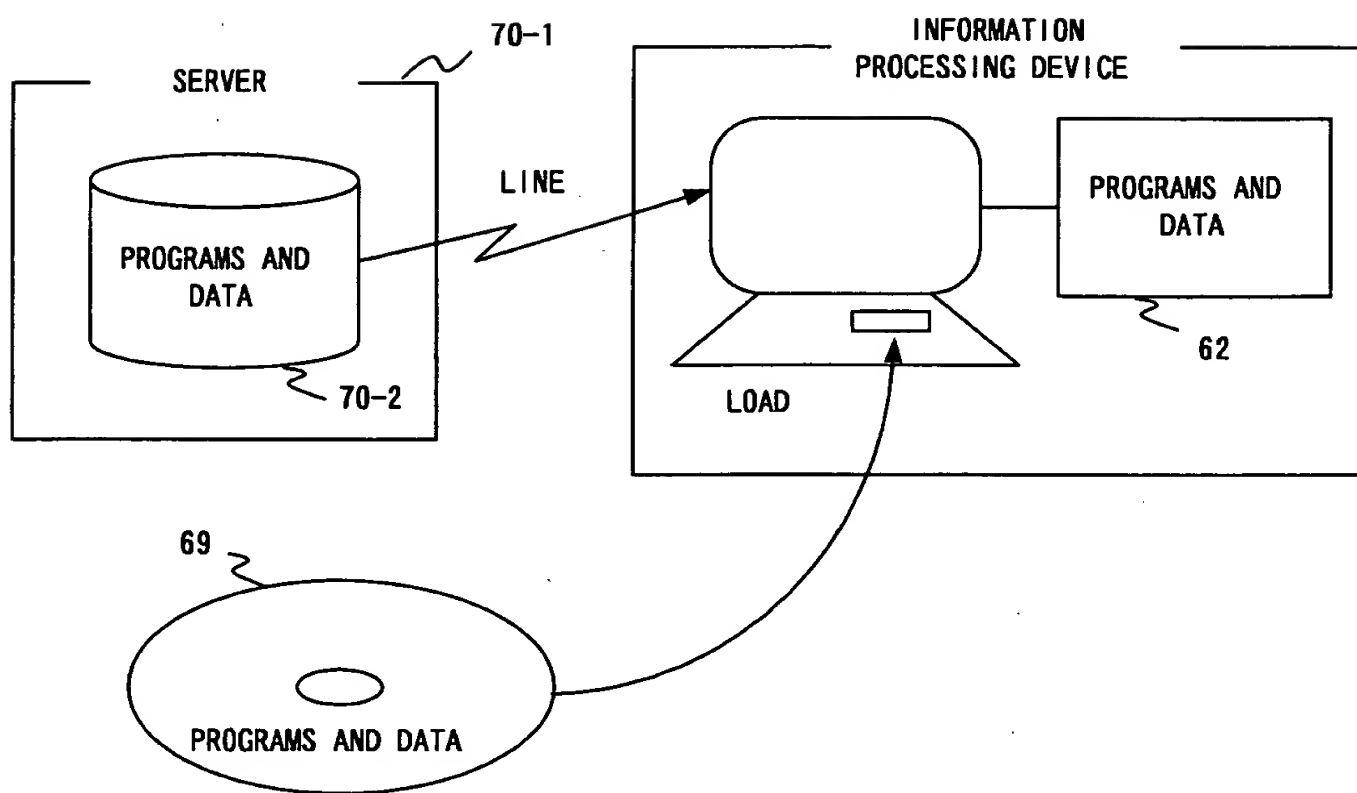 70-1
SERVER
PROGRAMS AND
DATA
70-2
LINE
INFORMATION
PROCESSING DEVICE
PROGRAMS AND
DATA
62
LOAD
69
PROGRAMS AND DATA